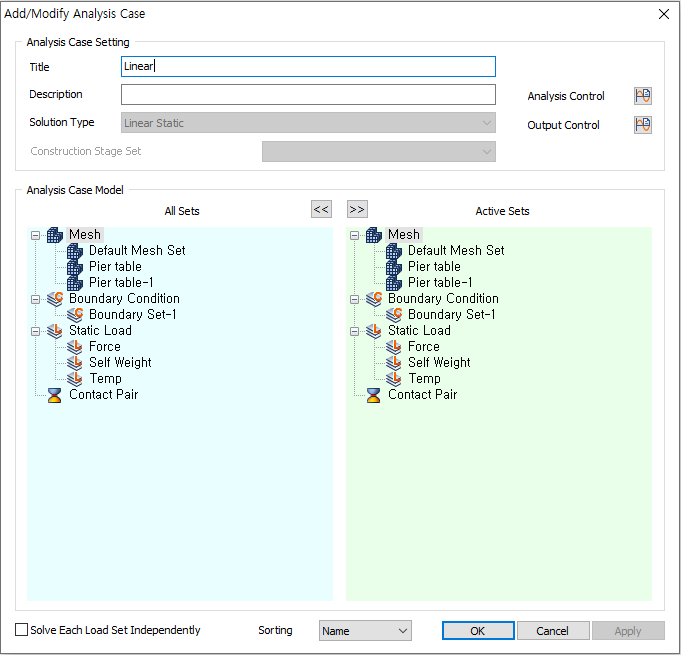 Add/Modify Analysis Case
Analysis Case Setting
Title
Linear
Description
Analysis Control
Solution Type
Linear Static
Output Control
Construction Stage Set
Analysis Case Model
All Sets
<<
>>
Active Sets
Mesh
Default Mesh Set
Pier table
Pier table-1
Boundary Condition
Boundary Set-1
Static Load
Force
Self Weight
Temp
Contact Pair
Mesh
Default Mesh Set
Pier table
Pier table-1
Boundary Condition
Boundary Set-1
Static Load
Force
Self Weight
Temp
Contact Pair
Solve Each Load Set Independently
Sorting
Name
OK
Cancel
Apply